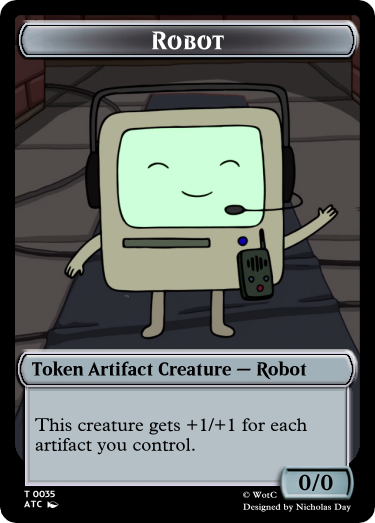 Robot
Token Artifact Creature — Robot
This creature gets +1/+1 for each
artifact you control.
0/0
T 0035
ATC
© WotC
Designed by Nicholas Day